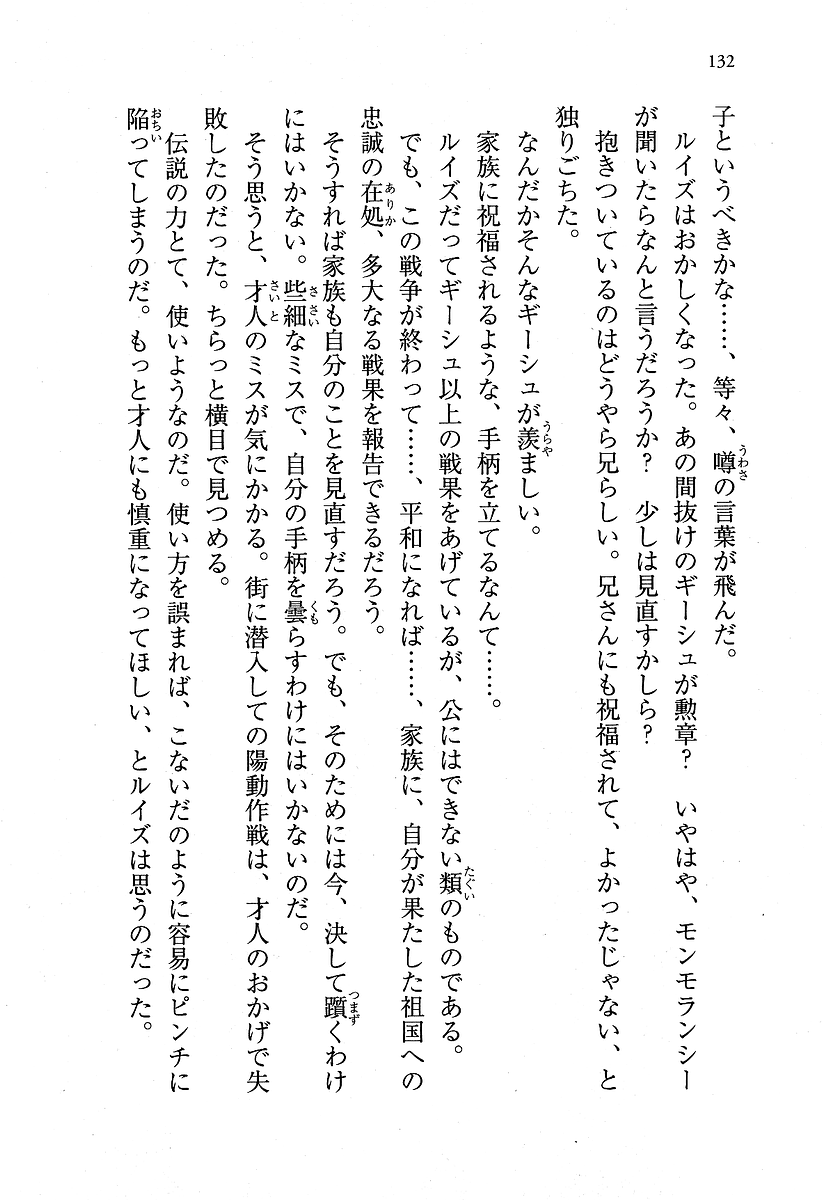 132
子というべきかな……、等々、噂の言葉が飛んだ。
ルイズはおかしくなった。あの間抜けのギーシュが勲章？　いやはや、モンモランシー
が聞いたらなんと言うだろうか？　少しは見直すかしら？
抱きついているのはどうやら兄らしい。兄さんにも祝福されて、よかったじゃない、と
独りごちた。
なんだかそんなギーシュが羨ましい。
家族に祝福されるような、手柄を立てるなんて……。
ルイズだってギーシュ以上の戦果をあげているが、公にはできない類のものである。
でも、この戦争が終わって……、平和になれば……、家族に、自分が果たした祖国への
忠誠の在処、多大なる戦果を報告できるだろう。
そうすれば家族も自分のことを見直すだろう。でも、そのためには今、決して躓くわけ
にはいかない。些細なミスで、自分の手柄を曇らすわけにはいかないのだ。
そう思うと、才人のミスが気にかかる。街に潜入しての陽動作戦は、才人のおかげで失
敗したのだった。ちらっと横目で見つめる。
伝説の力とて、使いようなのだ。使い方を誤まれば、こないだのように容易にピンチに
陥ってしまうのだ。もっと才人にも慎重になってほしい、とルイズは思うのだった。